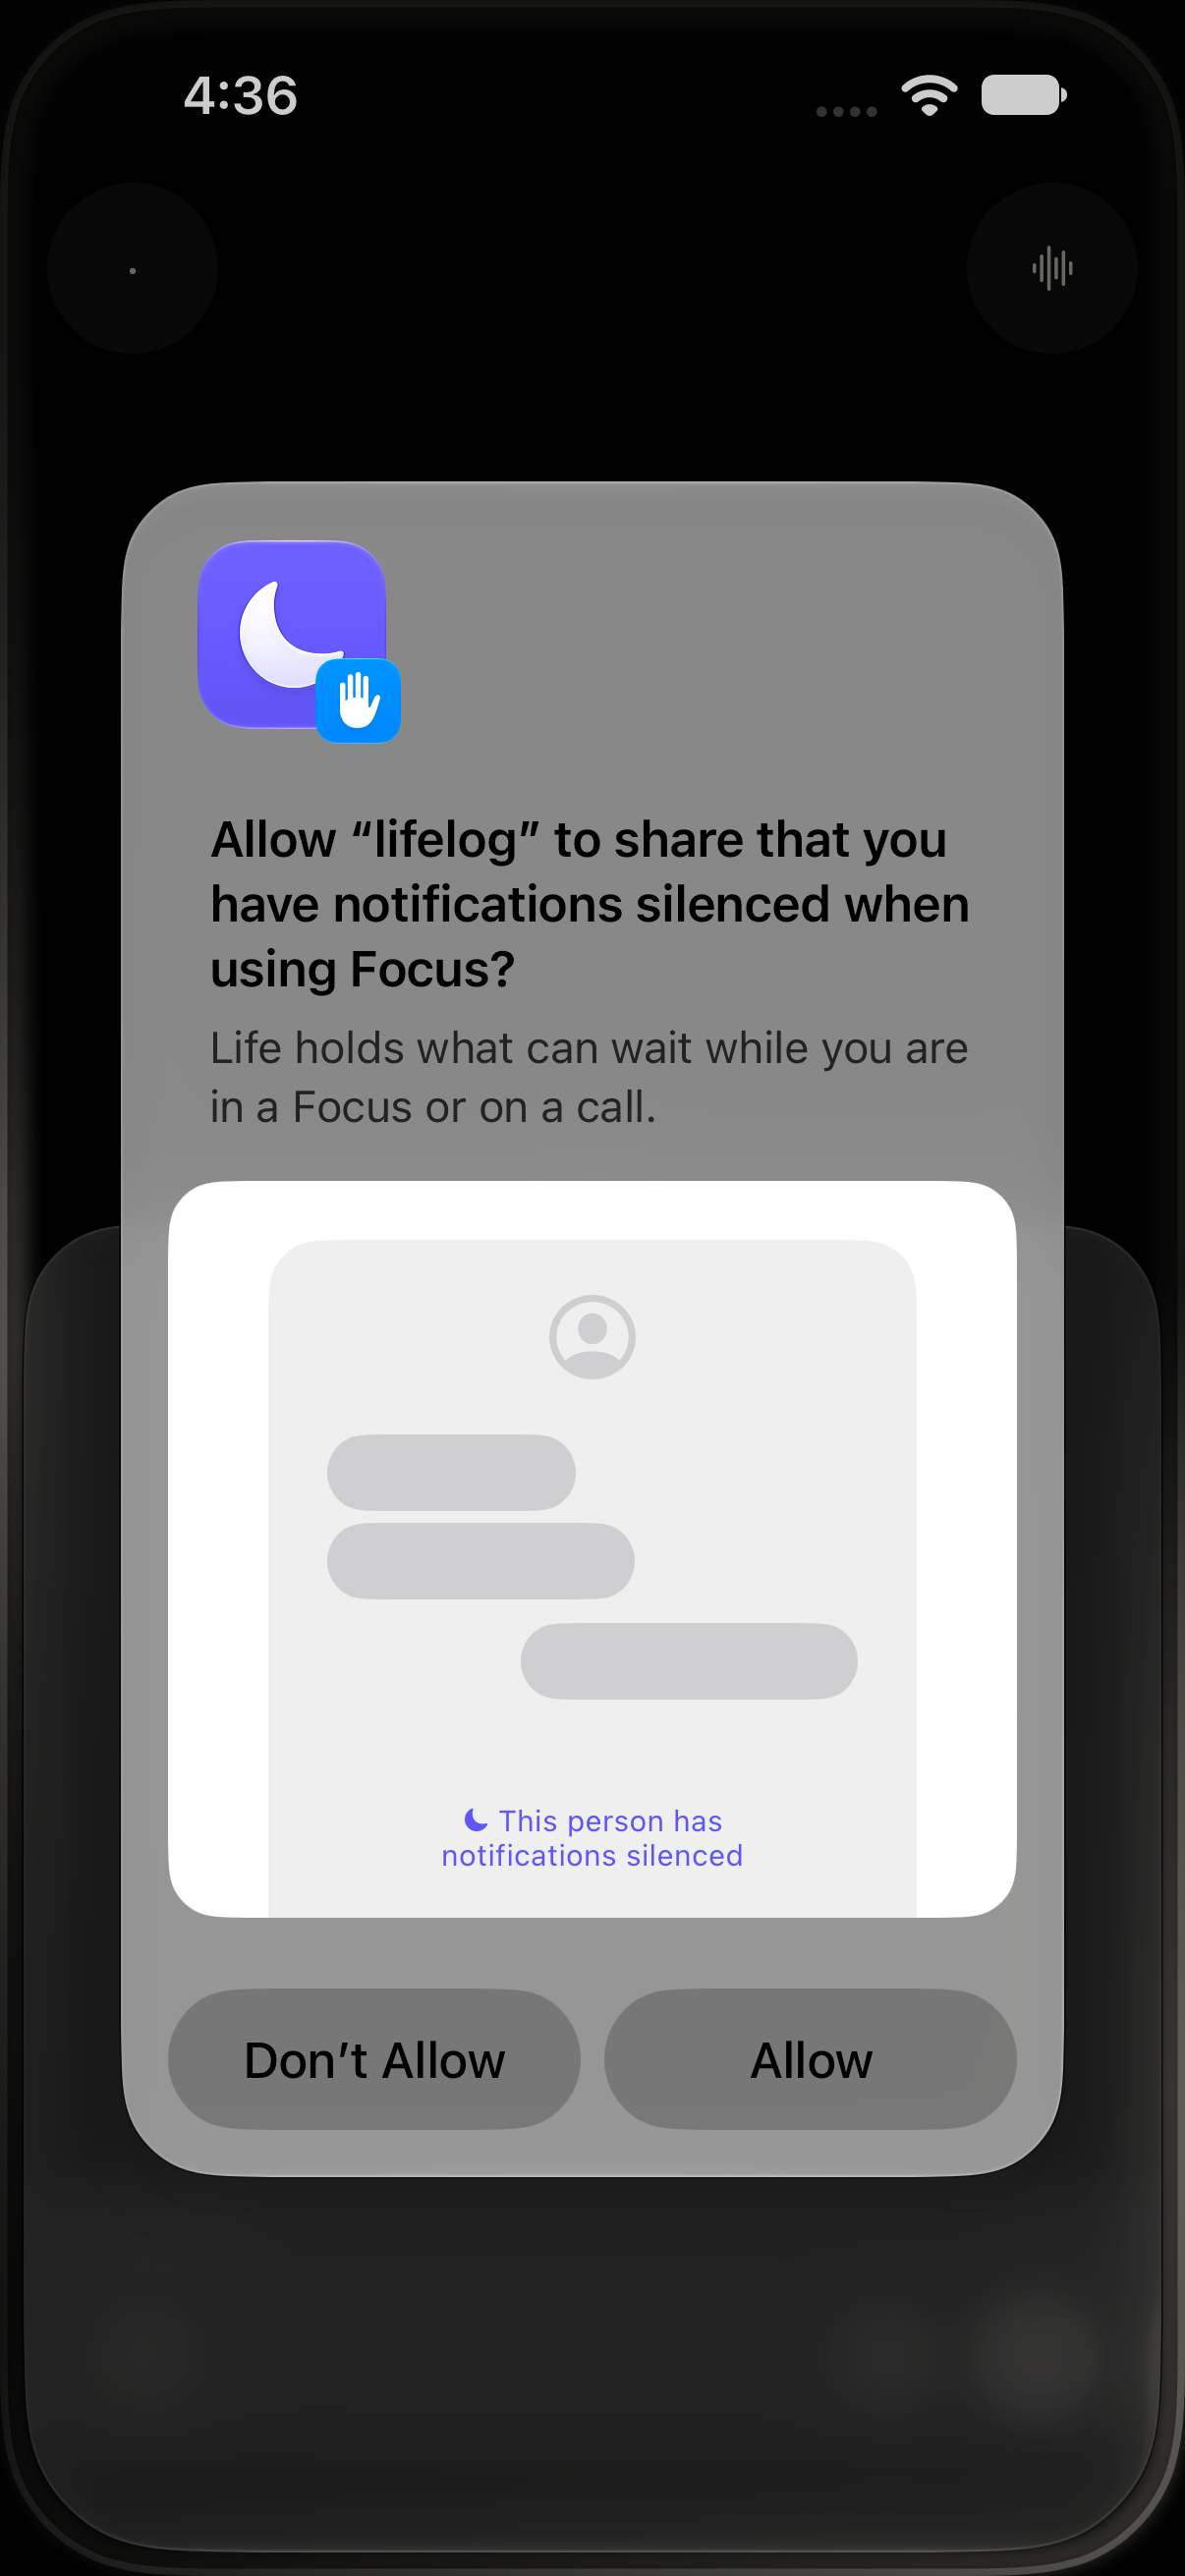 4:36
Allow “lifelog” to share that you
have notifications silenced when
using Focus?
Life holds what can wait while you are
in a Focus or on a call.
This person has
notifications silenced
Don’t Allow
Allow